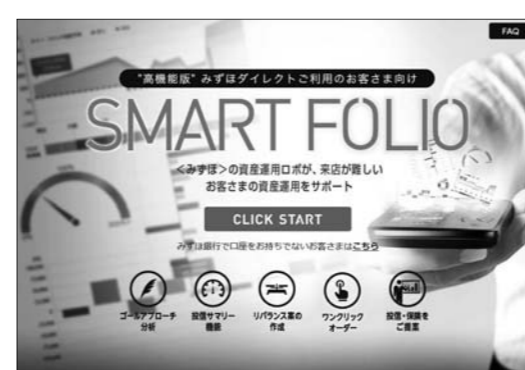 FAQ
"高機能版" みずほダイレクトご利用のお客さま向け
SMART FOLIO
<みずほ>の資産運用ロボが、来店が難しい
お客さまの資産運用をサポート
CLICK START
みずほ銀行で口座をお持ちでないお客さまはこちら
ゴールアプローチ
分析
投信サマリー
機能
リバランス案の
作成
ワンクリック
オーダー
投信・保険を
ご提案